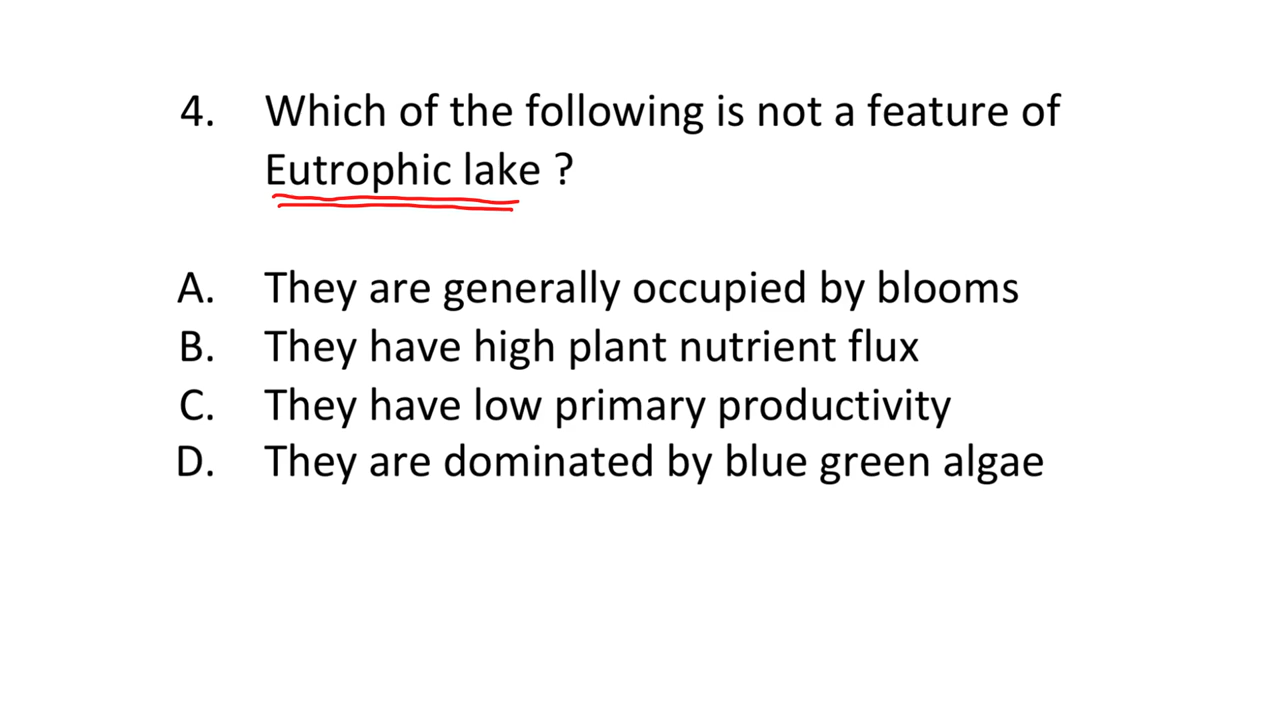 4. Which of the following is not a feature of
Eutrophic lake ?
A. They are generally occupied by blooms
B. They have high plant nutrient flux
C. They have low primary productivity
D. They are dominated by blue green algae